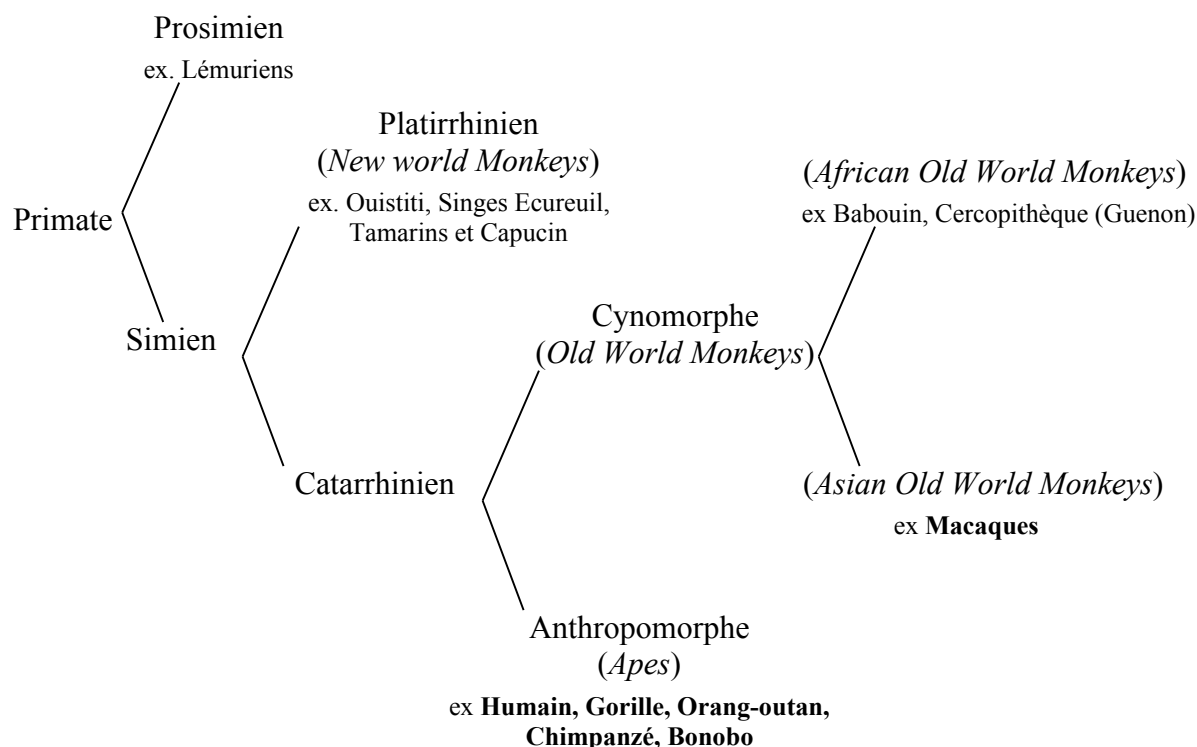 Prosimien
ex. Lémuriens
Platirrhinien
(New world Monkeys)
ex. Ouistiti, Singes Ecureuil,
Tamarins et Capucin
(African Old World Monkeys)
ex Babouin, Cercopithèque (Guenon)
Primate
Simien
Cynomorphe
(Old World Monkeys)
Catarrhinien
(Asian Old World Monkeys)
ex Macaques
Anthropomorphe
(Apes)
ex Humain, Gorille, Orang-outan,
Chimpanzé, Bonobo